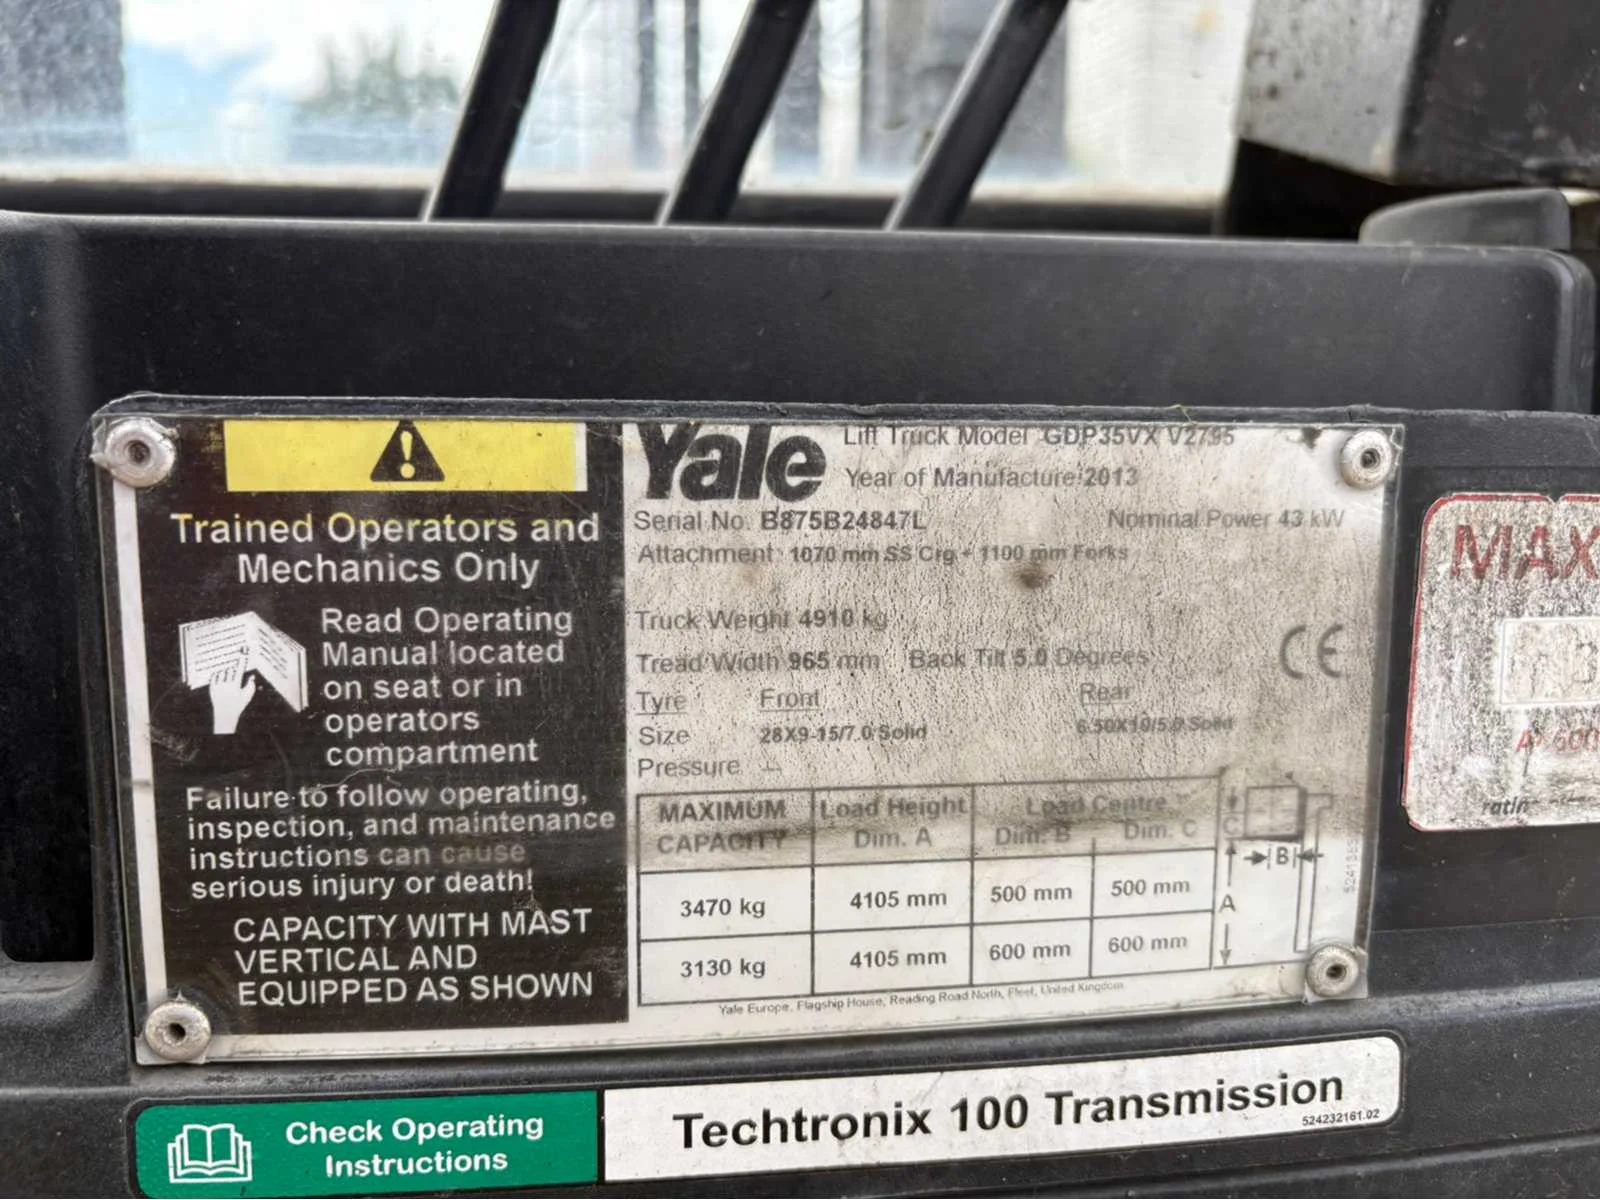 Yale
Lift Truck Model GDP35VX V2795
Year of Manufacture 2013
Serial No. B875B24847L
Nominal Power 43 kW
Attachment 1070 mm SS Crg + 1100 mm Forks
Truck Weight 4910 kg
Tread Width 965 mm Back Tilt 5.0 Degrees
CE
Tyre Front Rear
Size 28X9-15/7.0 Solid 6.50X10/5.0 Solid
Pressure —
MAXIMUM CAPACITY Load Height Dim. A Load Centre Dim. B Dim. C
3470 kg 4105 mm 500 mm 500 mm
3130 kg 4105 mm 600 mm 600 mm
C
B
A
Yale Europe, Flagship House, Reading Road North, Fleet, United Kingdom
Trained Operators and
Mechanics Only
Read Operating
Manual located
on seat or in
operators
compartment
Failure to follow operating,
inspection, and maintenance
instructions can cause
serious injury or death!
CAPACITY WITH MAST
VERTICAL AND
EQUIPPED AS SHOWN
Check Operating
Instructions
Techtronix 100 Transmission
524232161.02
MAX